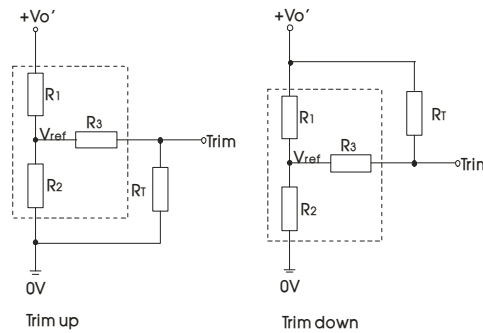 +Vo'
R1
Vref
R3
Trim
R2
RT
0V
Trim up
+Vo'
R1
RT
Vref
R3
Trim
R2
0V
Trim down